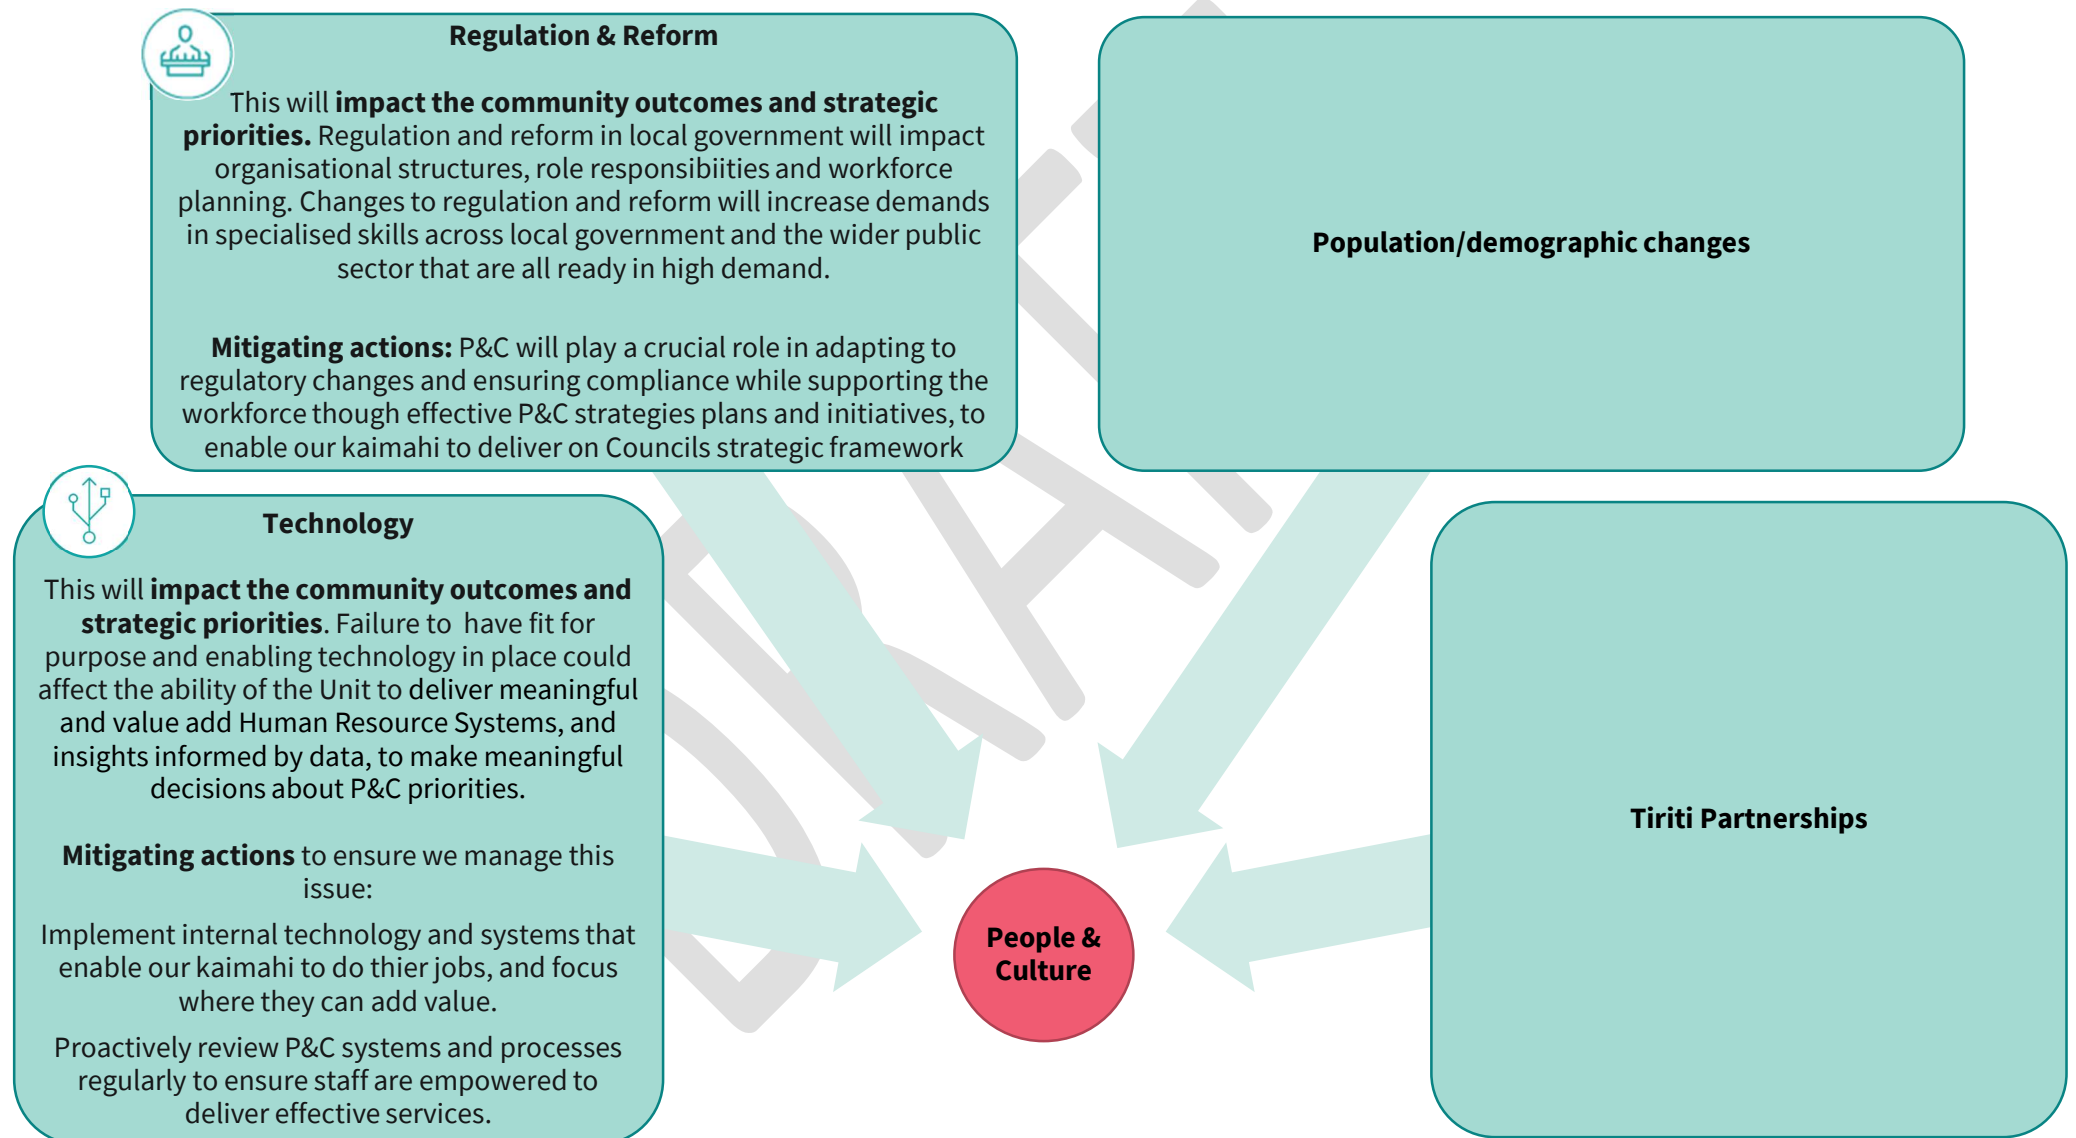 Regulation & Reform
This will impact the community outcomes and strategic
priorities. Regulation and reform in local government will impact
organisational structures, role responsibiities and workforce
planning. Changes to regulation and reform will increase demands
in specialised skills across local government and the wider public
sector that are all ready in high demand.
Mitigating actions: P&C will play a crucial role in adapting to
regulatory changes and ensuring compliance while supporting the
workforce though effective P&C strategies plans and initiatives, to
enable our kaimahi to deliver on Councils strategic framework
Population/demographic changes
Technology
This will impact the community outcomes and
strategic priorities. Failure to  have fit for
purpose and enabling technology in place could
affect the ability of the Unit to deliver meaningful
and value add Human Resource Systems, and
insights informed by data, to make meaningful
decisions about P&C priorities.
Mitigating actions to ensure we manage this
issue:
Implement internal technology and systems that
enable our kaimahi to do thier jobs, and focus
where they can add value.
Proactively review P&C systems and processes
regularly to ensure staff are empowered to
deliver effective services.
Tiriti Partnerships
People &
Culture
DRAFT